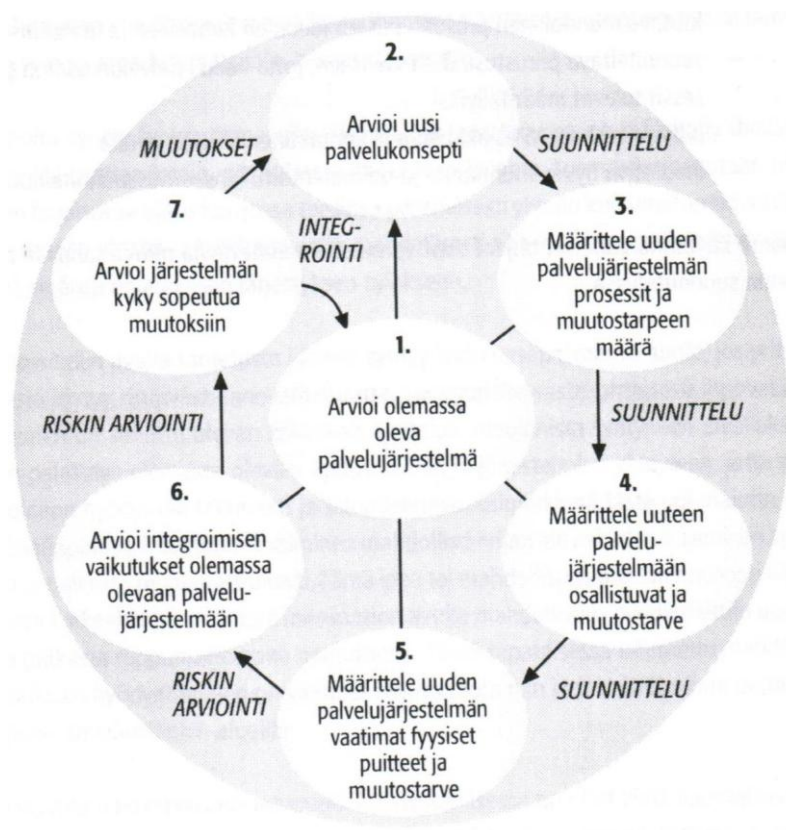 2.
Arvioi uusi
palvelukonsepti
MUUTOKSET
SUUNNITTELU
7.
Arvioi järjestelmän
kyky sopeutua
muutoksiin
INTEG-
ROINTI
3.
Määrittele uuden
palvelujärjestelmän
prosessit ja
muutostarpeen
määrä
1.
Arvioi olemassa
oleva
palvelujärjestelmä
RISKIN ARVIOINTI
SUUNNITTELU
6.
Arvioi integroimisen
vaikutukset olemassa
olevaan palvelu-
järjestelmään
4.
Määrittele uuteen
palvelu-
järjestelmään
osallistuvat ja
muutostarve
RISKIN
ARVIOINTI
5.
Määrittele uuden
palvelujärjestelmän
vaatimat fyysiset
puitteet ja
muutostarve
SUUNNITTELU